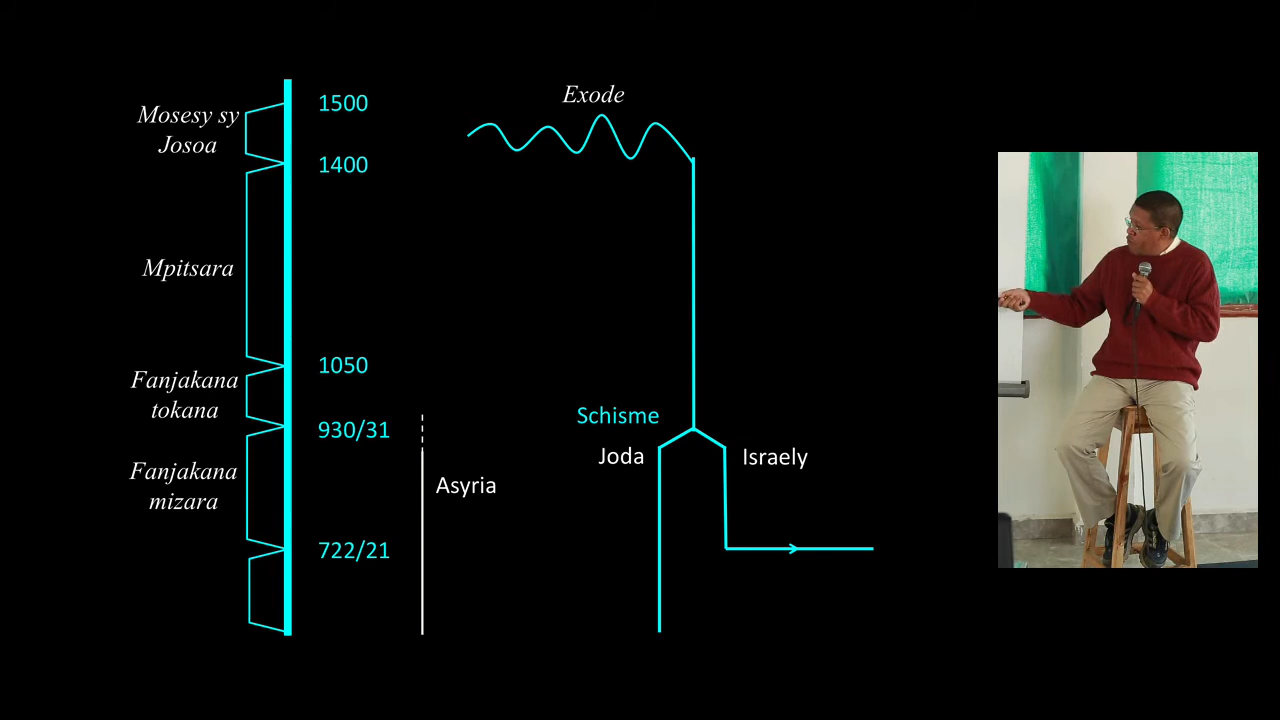 Mosesy sy
Josoa
Mpitsara
Fanjakana
tokana
Fanjakana
mizara
1500
1400
1050
930/31
722/21
Asyria
Exode
Schisme
Joda
Israely